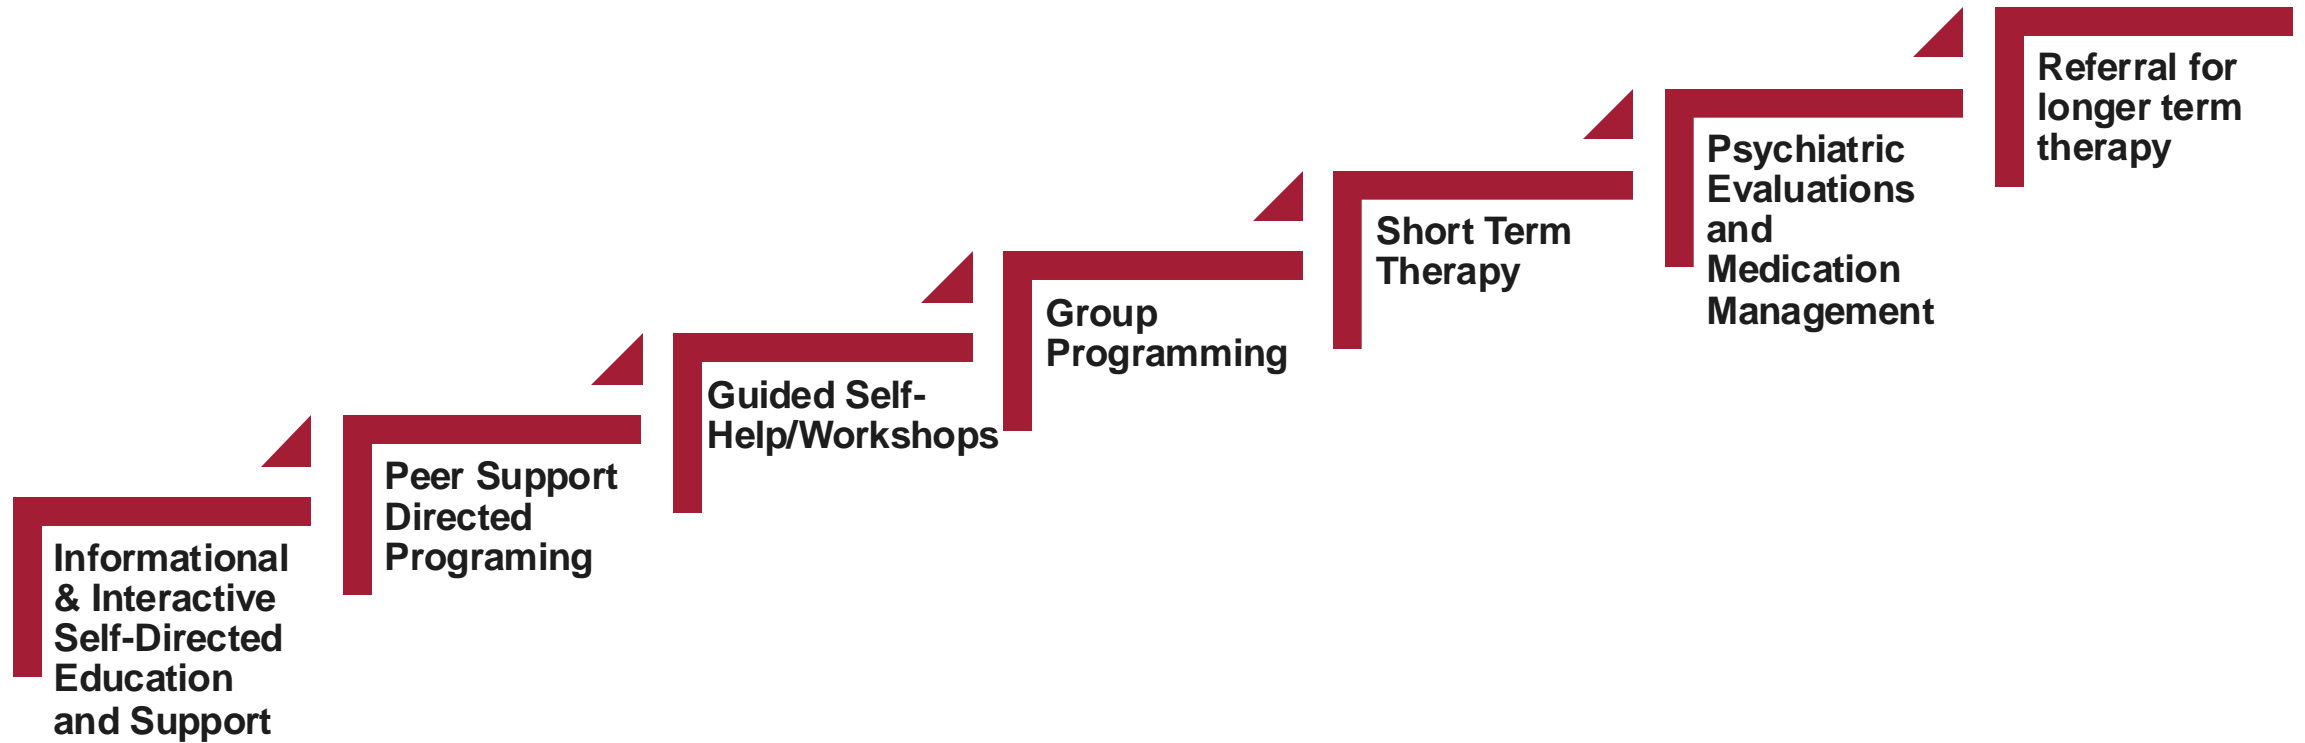 Informational
& Interactive
Self-Directed
Education
and Support
Peer Support
Directed
Programing
Guided Self-
Help/Workshops
Group
Programming
Short Term
Therapy
Psychiatric
Evaluations
and
Medication
Management
Referral for
longer term
therapy